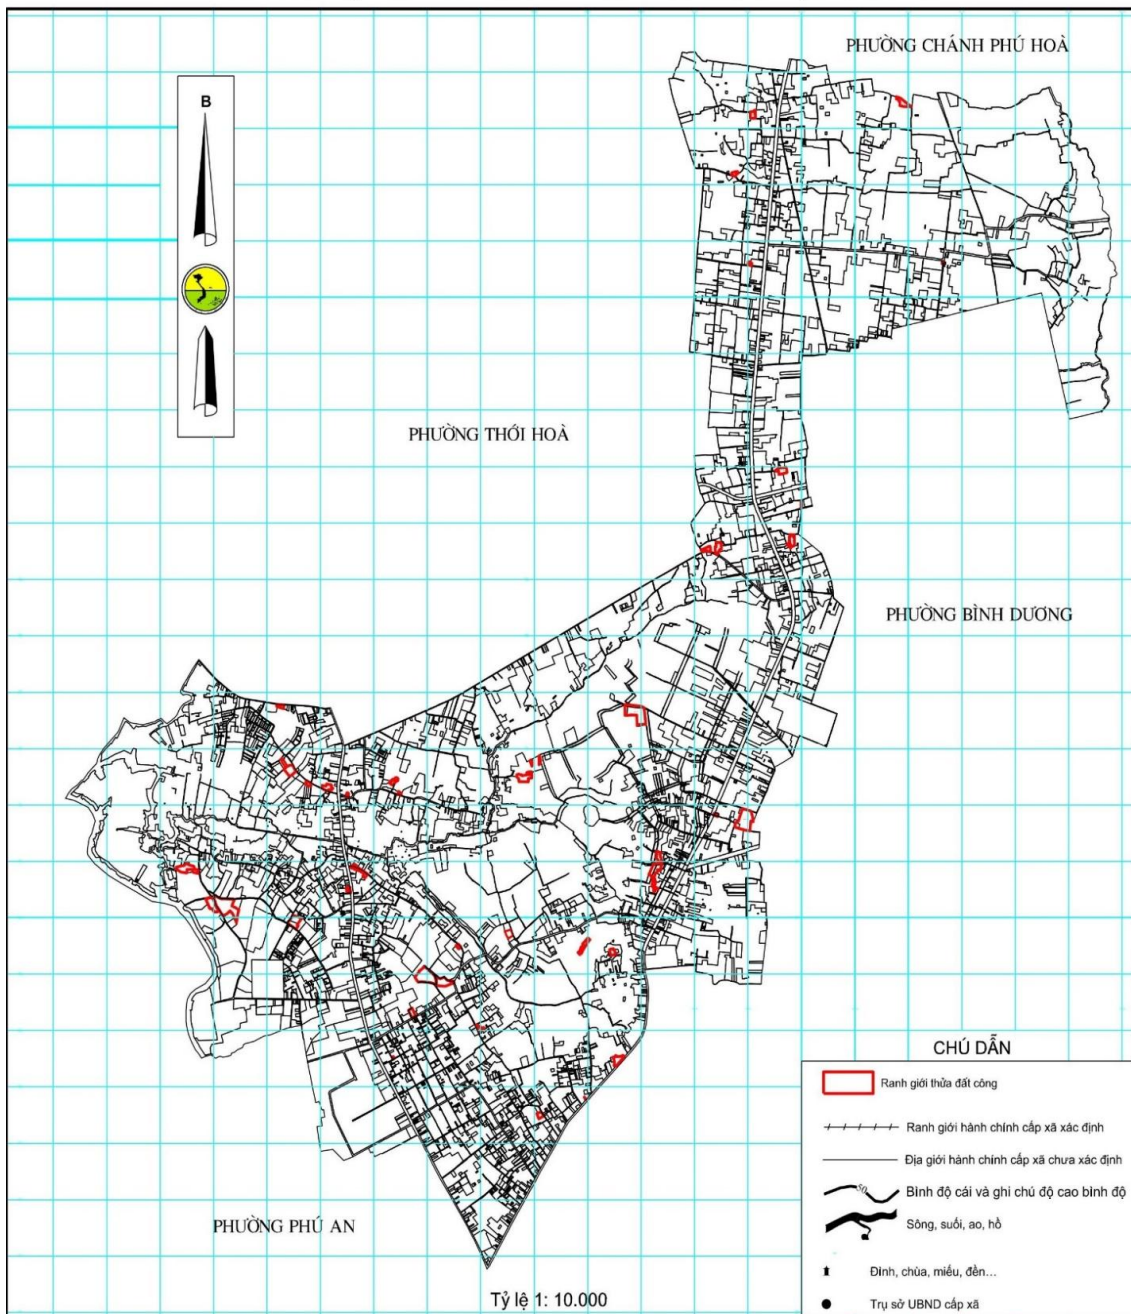 PHƯỜNG CHÁNH PHÚ HOÀ
B
PHƯỜNG THỚI HOÀ
PHƯỜNG BÌNH DƯƠNG
PHƯỜNG PHÚ AN
Tỷ lệ 1: 10.000
CHÚ DẪN
Ranh giới thửa đất công
Ranh giới hành chính cấp xã xác định
Địa giới hành chính cấp xã chưa xác định
50
Bình độ cái và ghi chú độ cao bình độ
Sông, suối, ao, hồ
Đình, chùa, miếu, đền...
Trụ sở UBND cấp xã